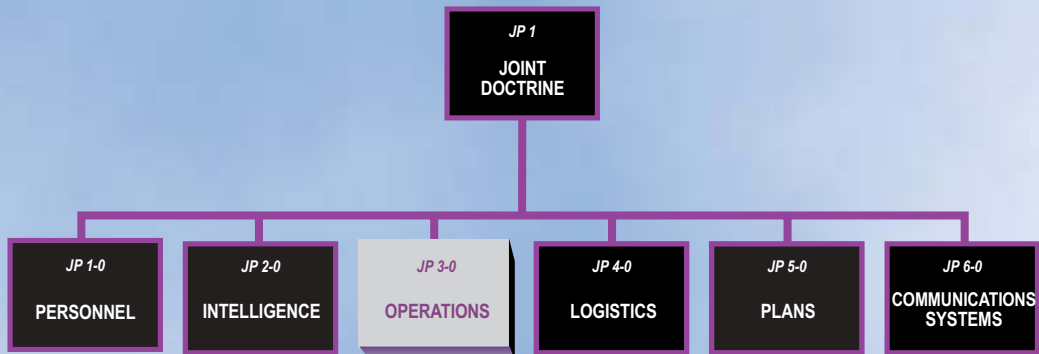 JP 1
JOINT
DOCTRINE
JP 1-0
PERSONNEL
JP 2-0
INTELLIGENCE
JP 3-0
OPERATIONS
JP 4-0
LOGISTICS
JP 5-0
PLANS
JP 6-0
COMMUNICATIONS
SYSTEMS